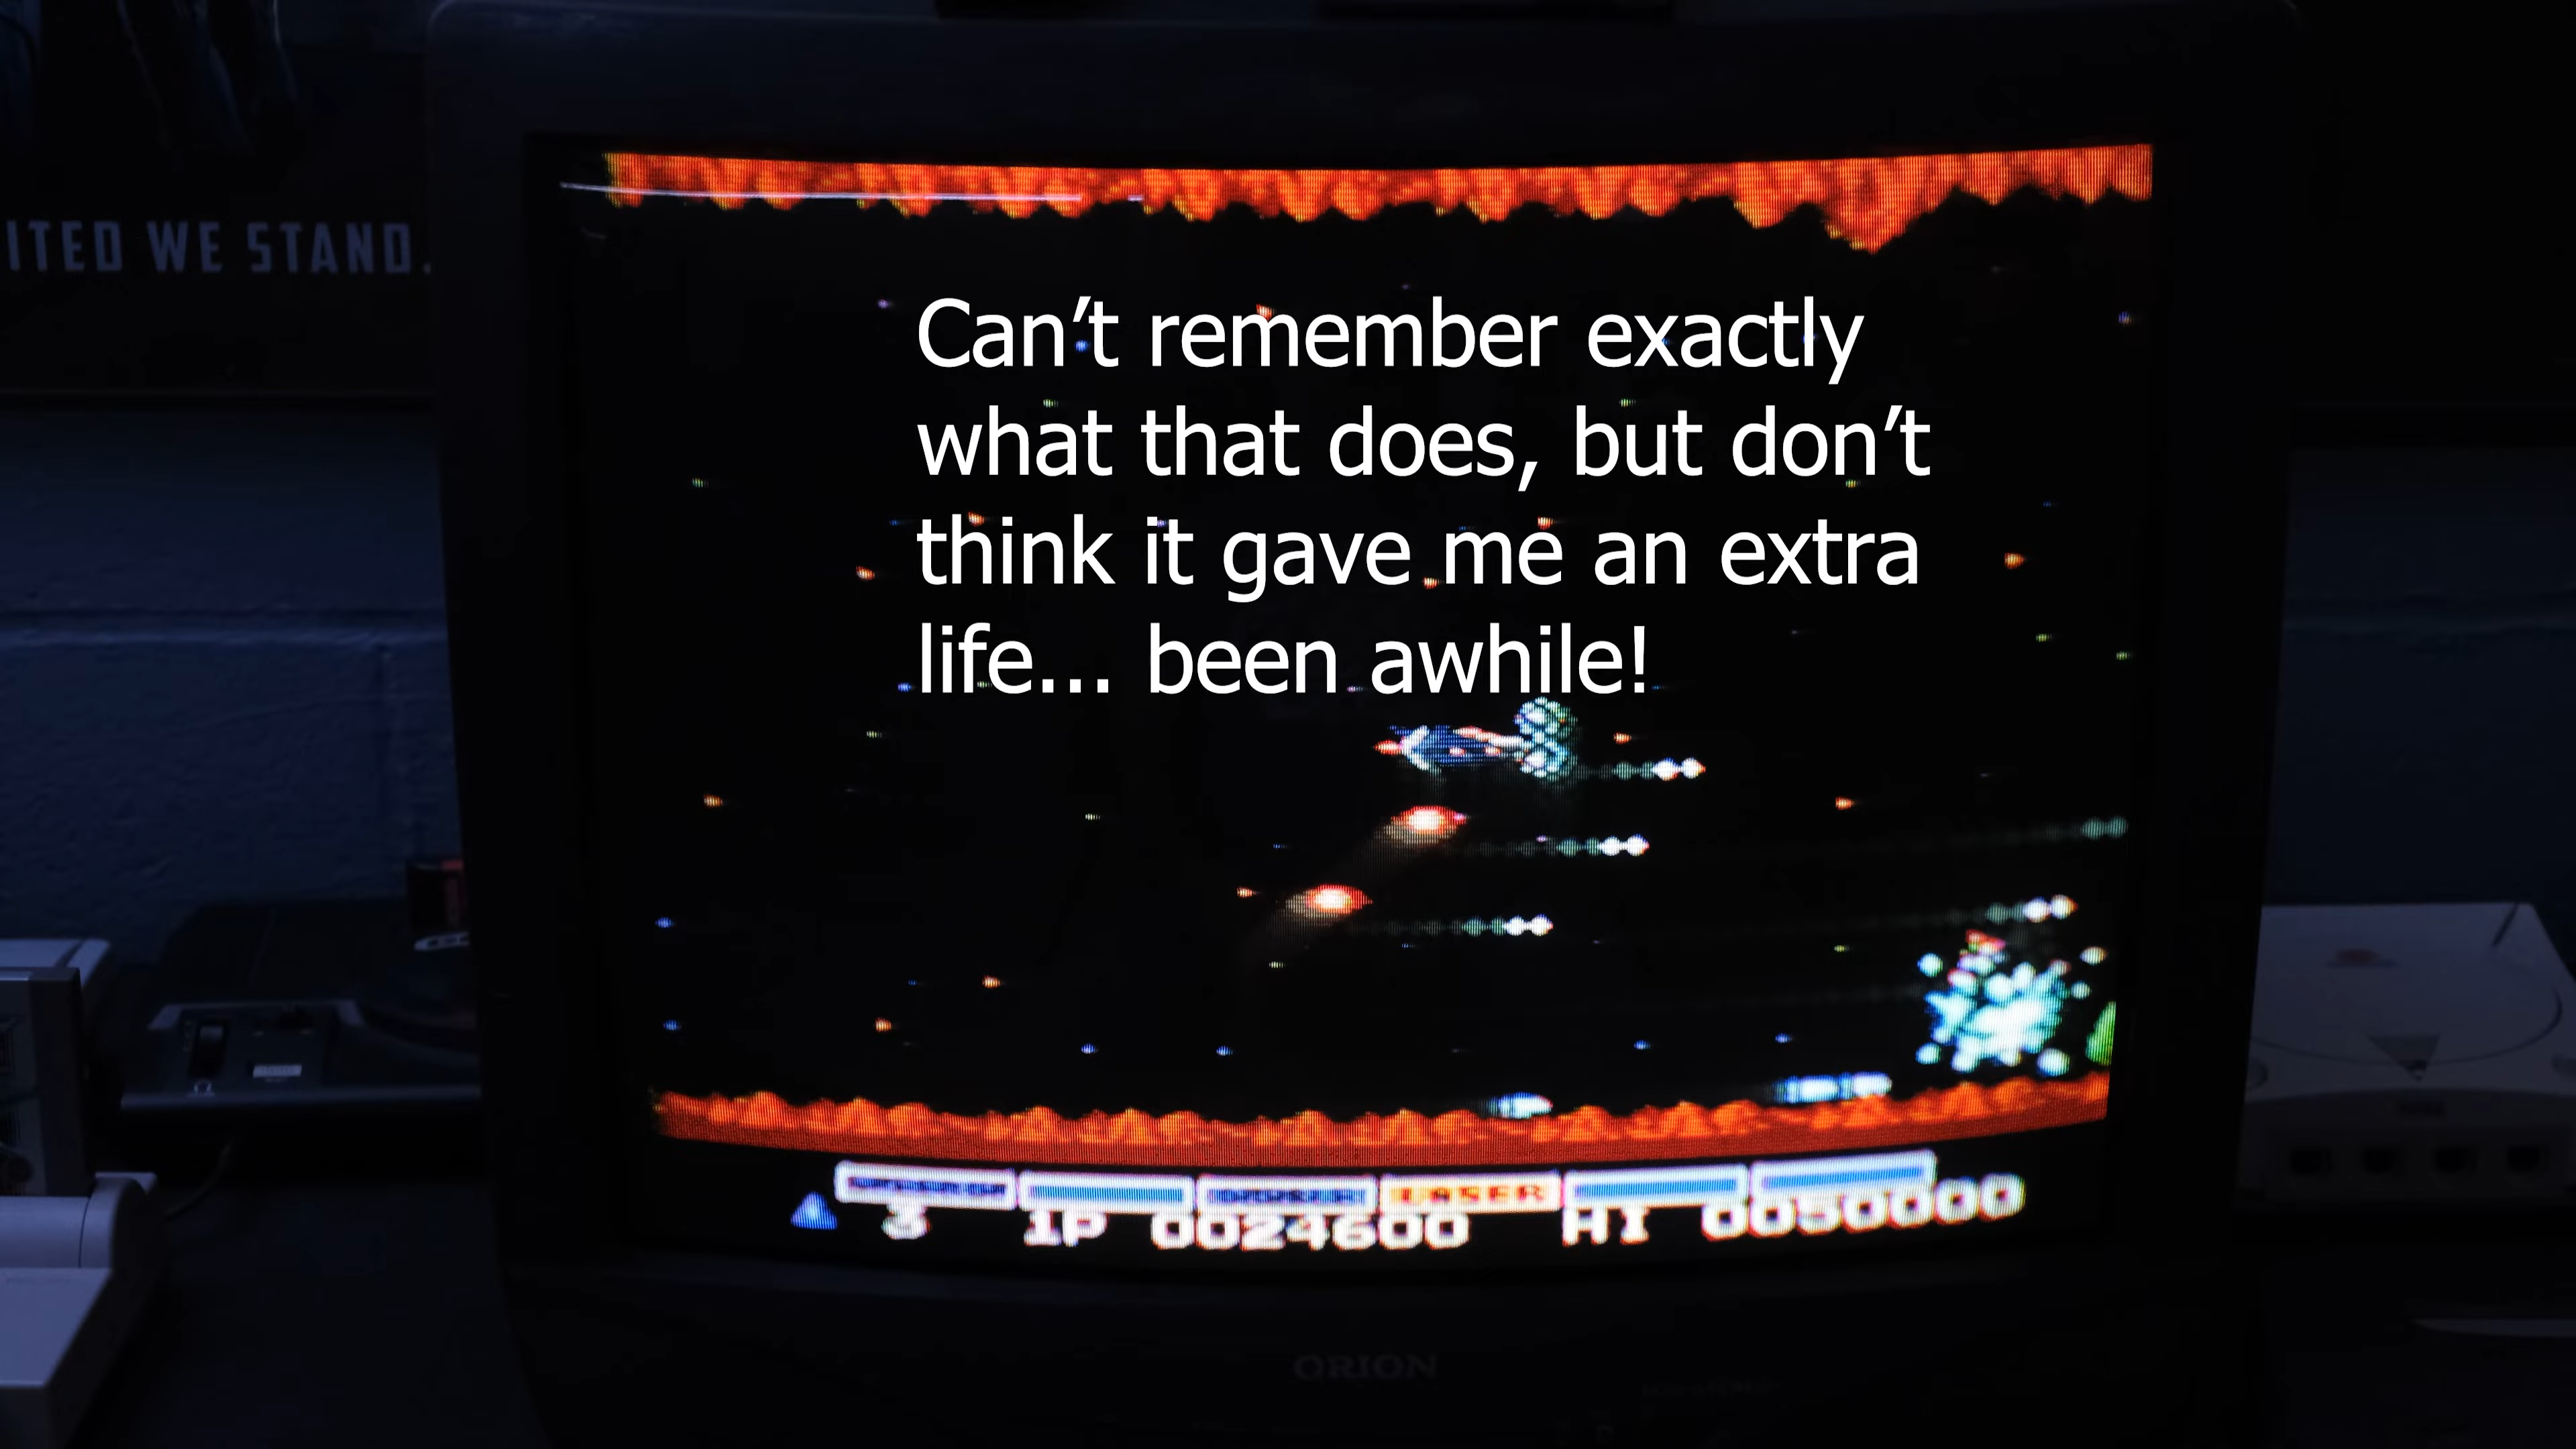 ITED WE STAND.
Can't remember exactly
what that does, but don't
think it gave me an extra
life... been awhile!
LASER
3 1P 0024600 HI 0050000
ORION